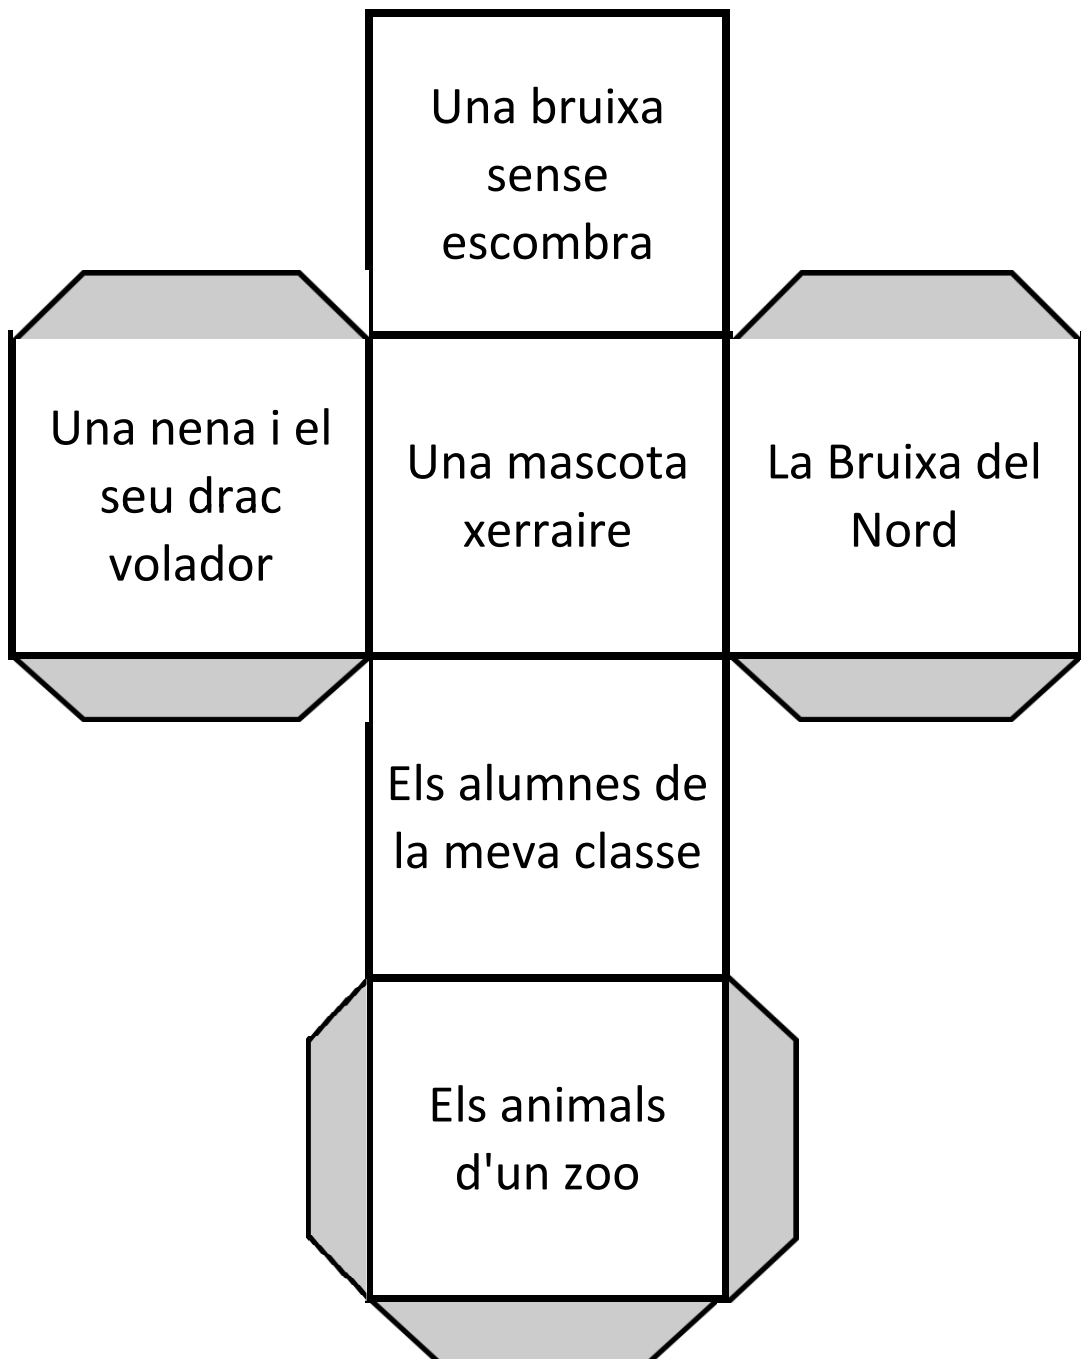 Una bruixa
sense
escombra
Una nena i el
seu drac
volador
Una mascota
xerraire
La Bruixa del
Nord
Els alumnes de
la meva classe
Els animals
d'un zoo